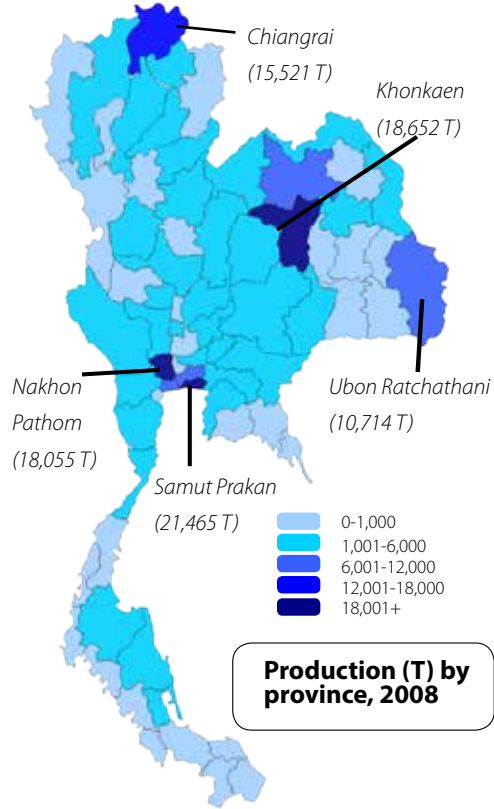 Chiangrai
(15,521 T)
Khonkaen
(18,652 T)
Nakhon
Pathom
(18,055 T)
Ubon Ratchathani
(10,714 T)
Samut Prakan
(21,465 T)
0-1,000
1,001-6,000
6,001-12,000
12,001-18,000
18,001+
Production (T) by
province, 2008